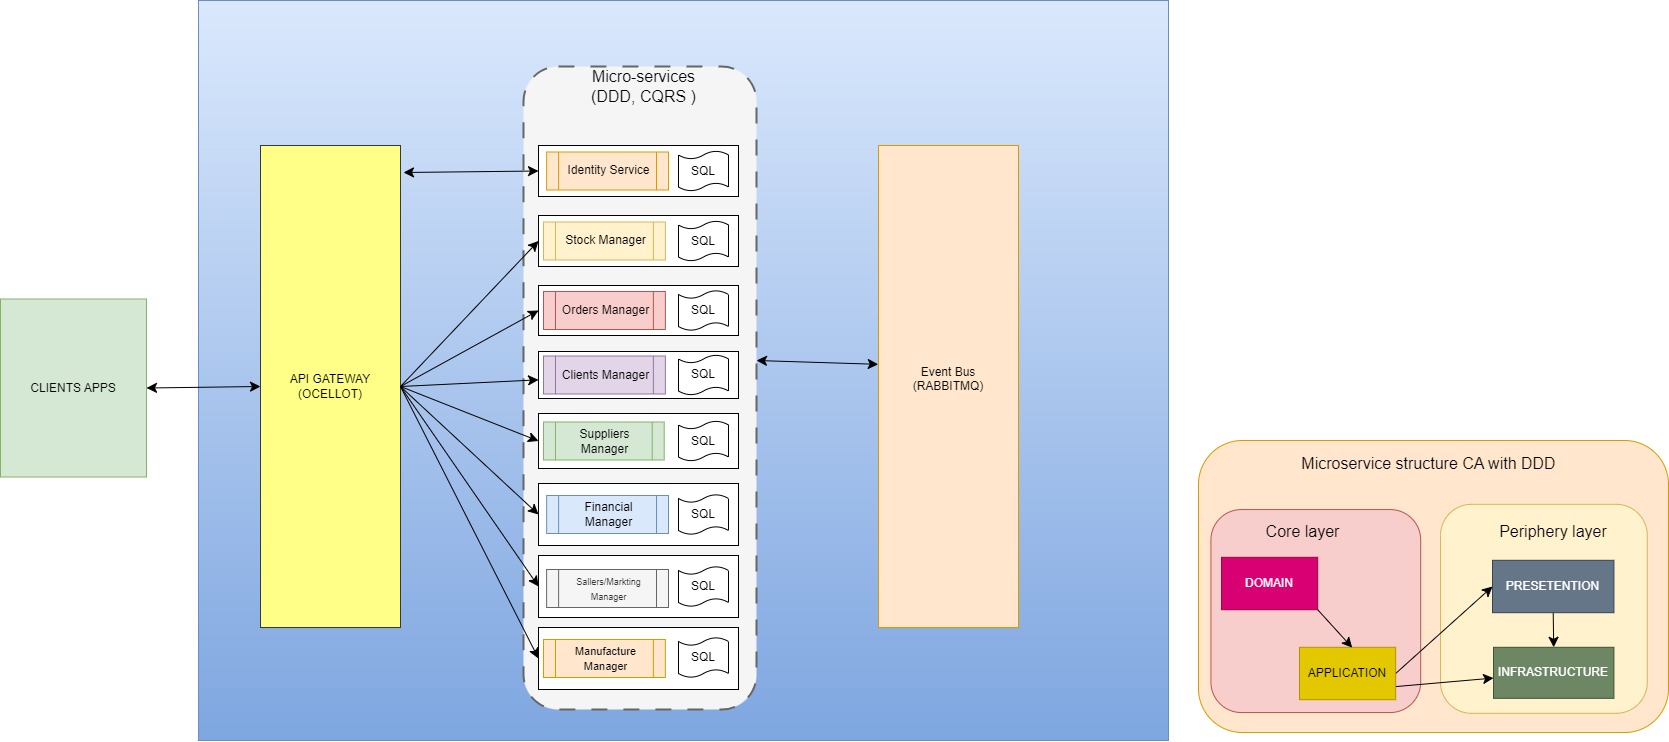 Micro-services
(DDD, CQRS )
Identity Service
SQL
Stock Manager
SQL
Orders Manager
SQL
CLIENTS APPS
API GATEWAY
(OCELLOT)
Clients Manager
SQL
Event Bus
(RABBITMQ)
Suppliers
Manager
SQL
Financial
Manager
SQL
Sallers/Markting
Manager
SQL
Manufacture
Manager
SQL
Microservice structure CA with DDD
Core layer
DOMAIN
APPLICATION
Periphery layer
PRESETENTION
INFRASTRUCTURE